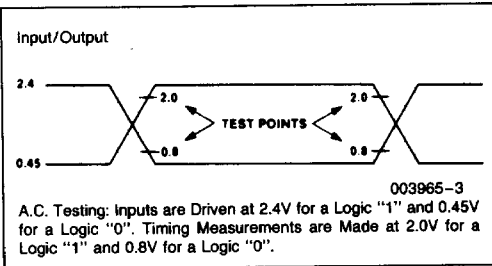 Input/Output
2.4
2.0 2.0
TEST POINTS
0.8 0.8
0.45
003965-3
A.C. Testing: Inputs are Driven at 2.4V for a Logic "1" and 0.45V
for a Logic "0". Timing Measurements are Made at 2.0V for a
Logic "1" and 0.8V for a Logic "0".